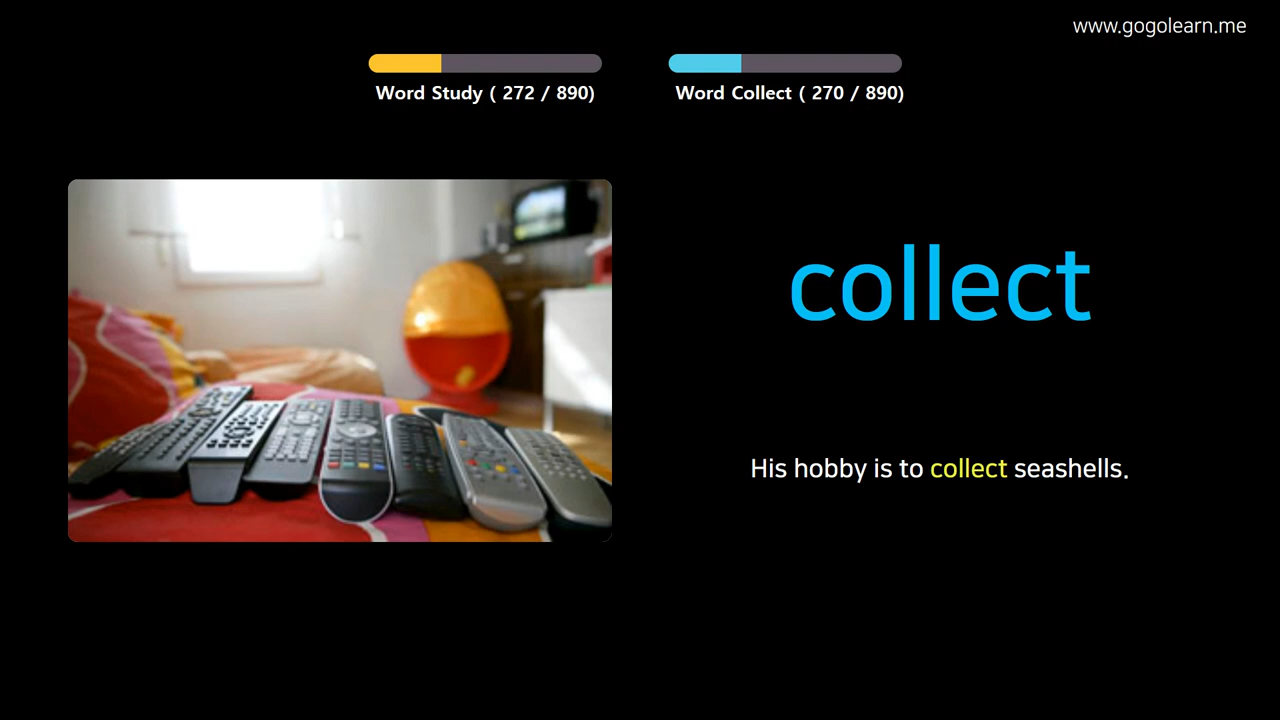 www.gogolearn.me
Word Study ( 272 / 890)
Word Collect ( 270 / 890)
collect
His hobby is to collect seashells.